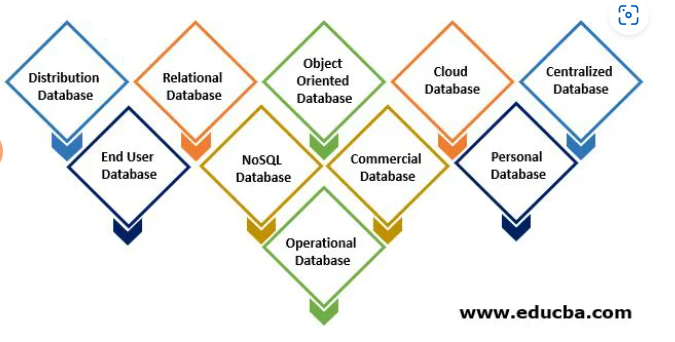 Distribution
Database
Relational
Database
Object
Oriented
Database
Cloud
Database
Centralized
Database
End User
Database
NoSQL
Database
Commercial
Database
Personal
Database
Operational
Database
www.educba.com